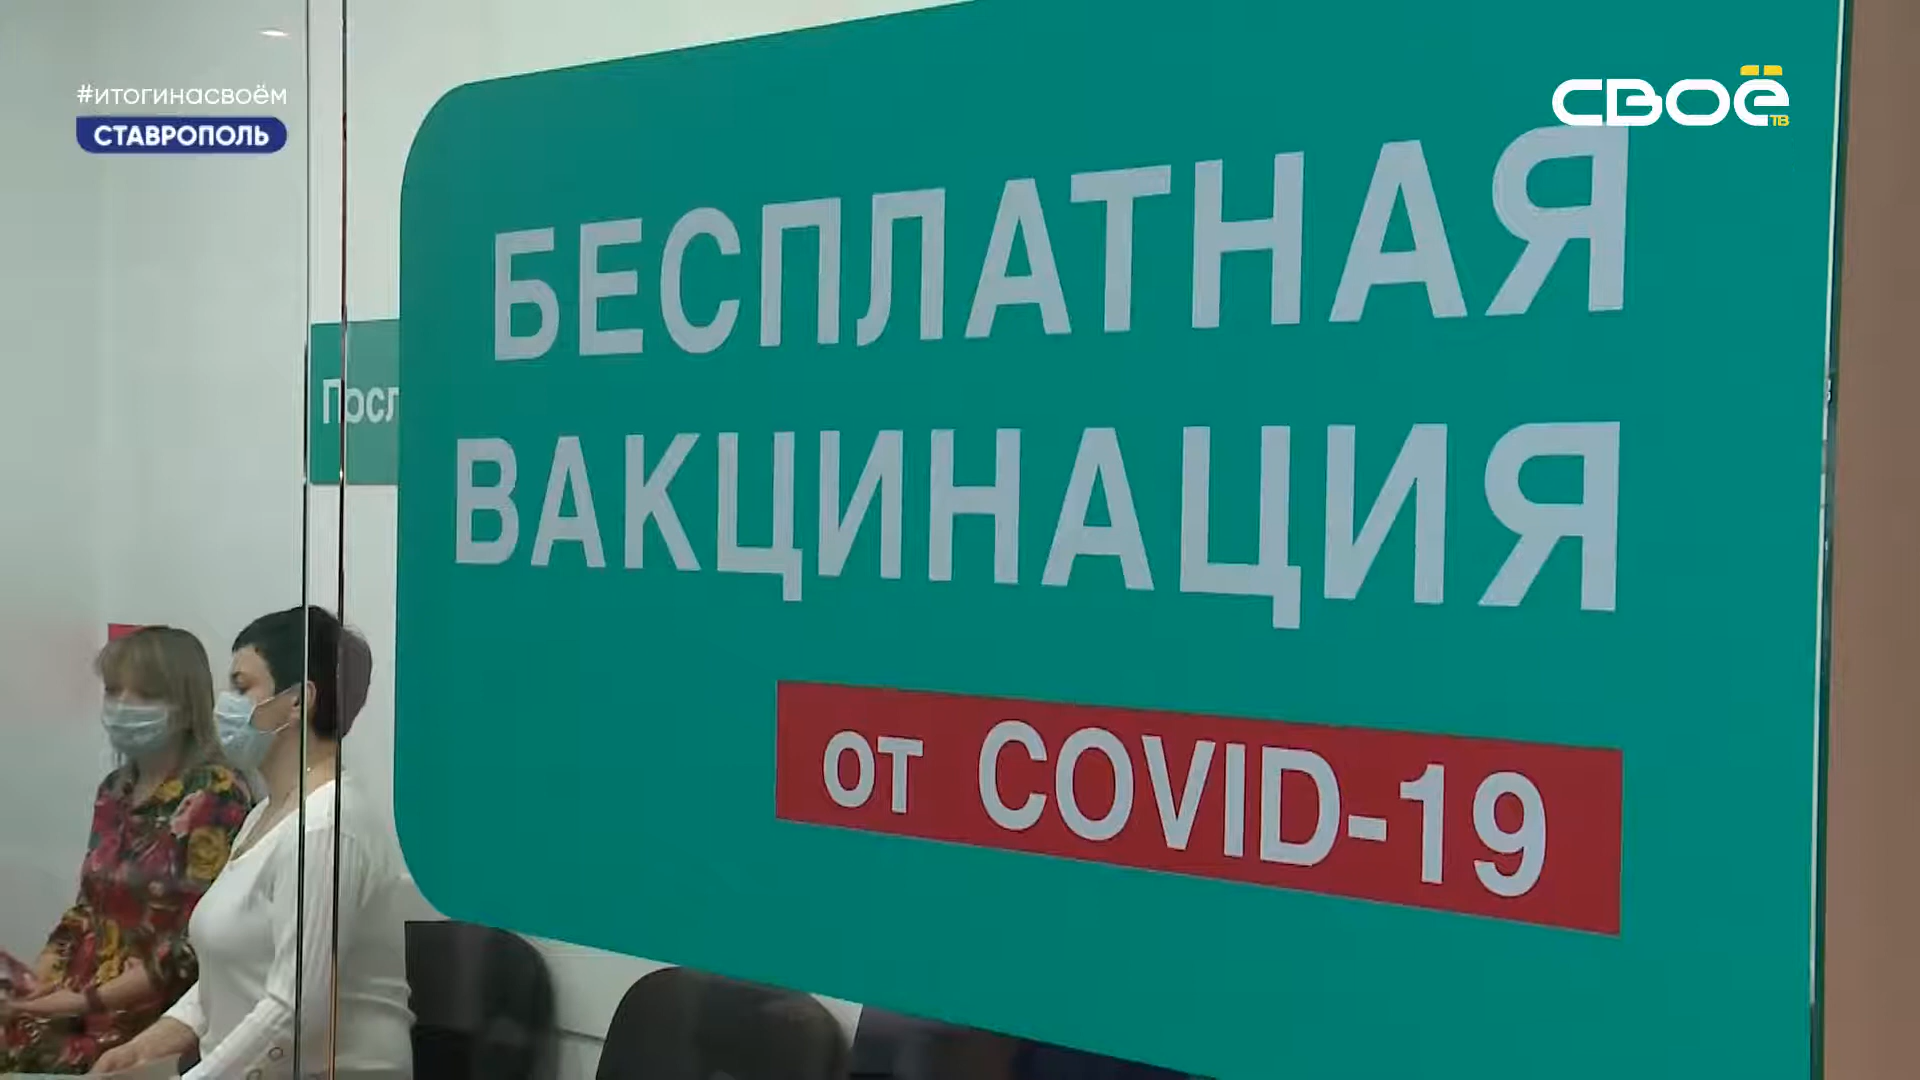 #итогинасвоём
СТАВРОПОЛЬ
СВОЁ
ТВ
БЕСПЛАТНАЯ
ВАКЦИНАЦИЯ
от COVID-19